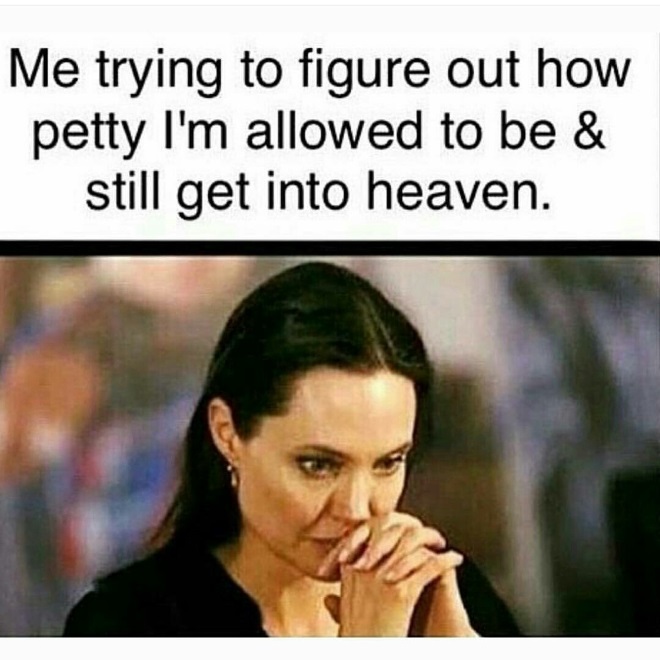 Me trying to figure out how
petty I'm allowed to be &
still get into heaven.